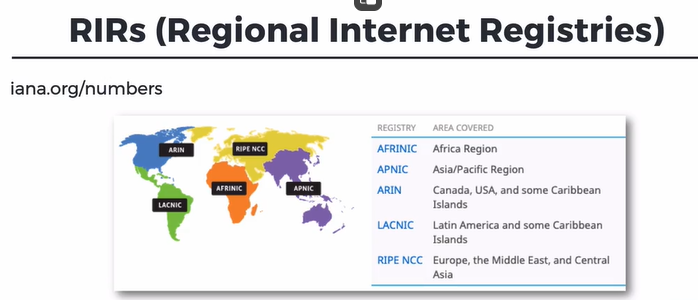 RIRs (Regional Internet Registries)
iana.org/numbers
ARIN
RIPE NCC
AFRINIC
APNIC
LACNIC
REGISTRY AREA COVERED
AFRINIC Africa Region
APNIC Asia/Pacific Region
ARIN Canada, USA, and some Caribbean
Islands
LACNIC Latin America and some Caribbean
Islands
RIPE NCC Europe, the Middle East, and Central
Asia